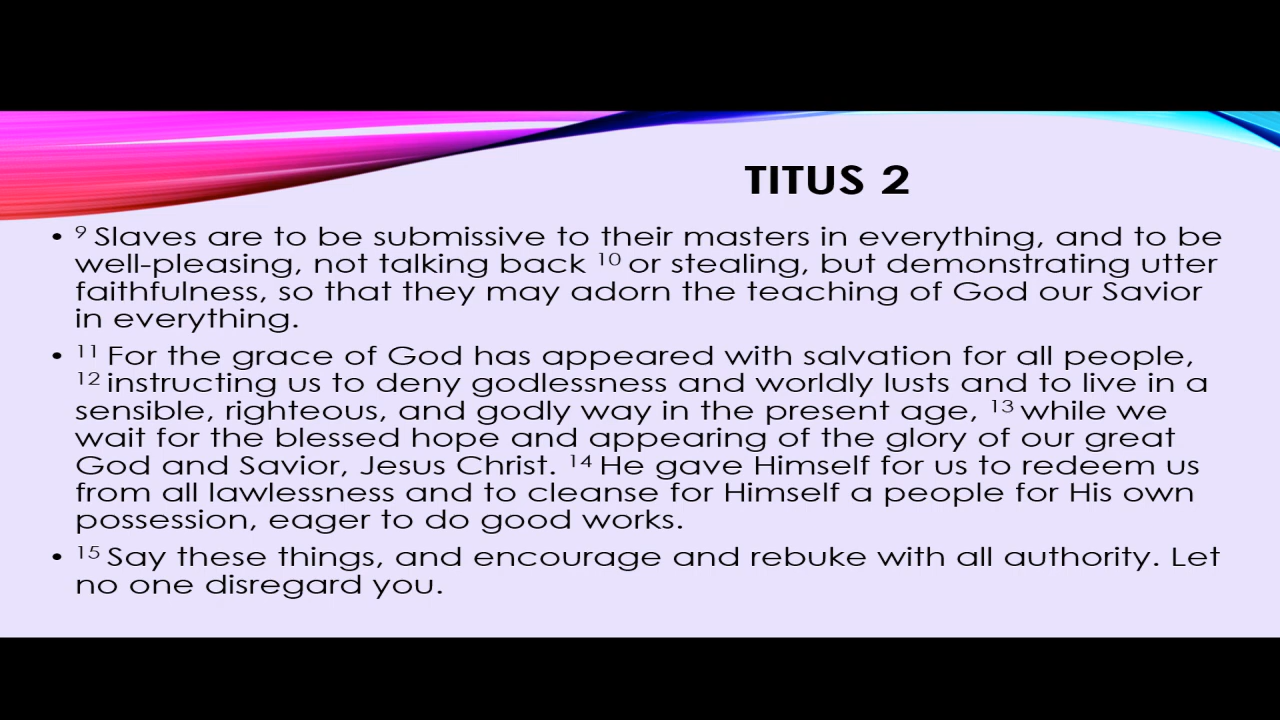 TITUS 2
• ⁹ Slaves are to be submissive to their masters in everything, and to be
well-pleasing, not talking back ¹⁰ or stealing, but demonstrating utter
faithfulness, so that they may adorn the teaching of God our Savior
in everything.
• ¹¹ For the grace of God has appeared with salvation for all people,
¹² instructing us to deny godlessness and worldly lusts and to live in a
sensible, righteous, and godly way in the present age, ¹³ while we
wait for the blessed hope and appearing of the glory of our great
God and Savior, Jesus Christ. ¹⁴ He gave Himself for us to redeem us
from all lawlessness and to cleanse for Himself a people for His own
possession, eager to do good works.
• ¹⁵ Say these things, and encourage and rebuke with all authority. Let
no one disregard you.